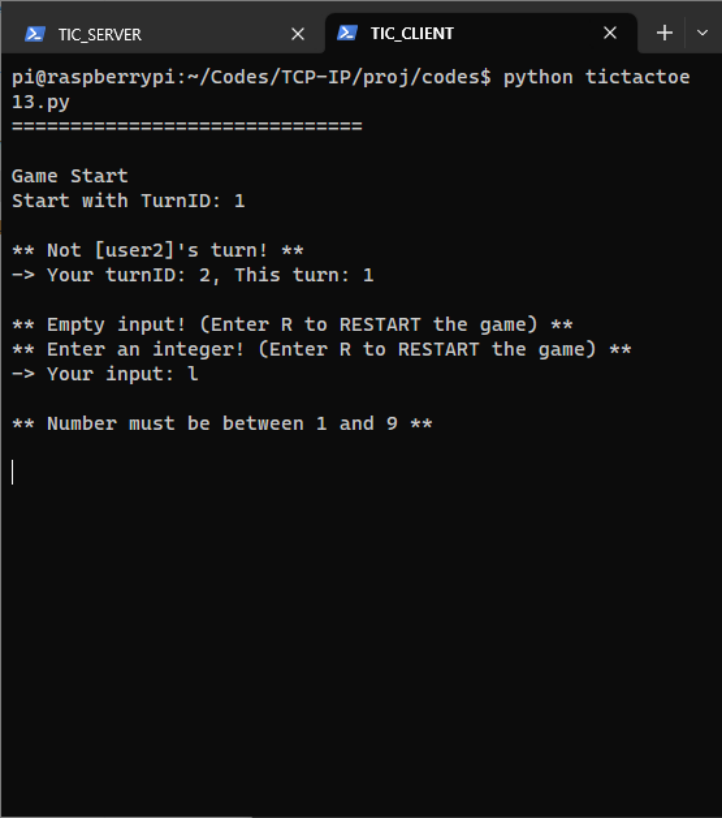 TIC_SERVER
TIC_CLIENT
pi@raspberrypi:~/Codes/TCP-IP/proj/codes$ python tictactoe
13.py
==============================
Game Start
Start with TurnID: 1
** Not [user2]'s turn! **
-> Your turnID: 2, This turn: 1
** Empty input! (Enter R to RESTART the game) **
** Enter an integer! (Enter R to RESTART the game) **
-> Your input: l
** Number must be between 1 and 9 **